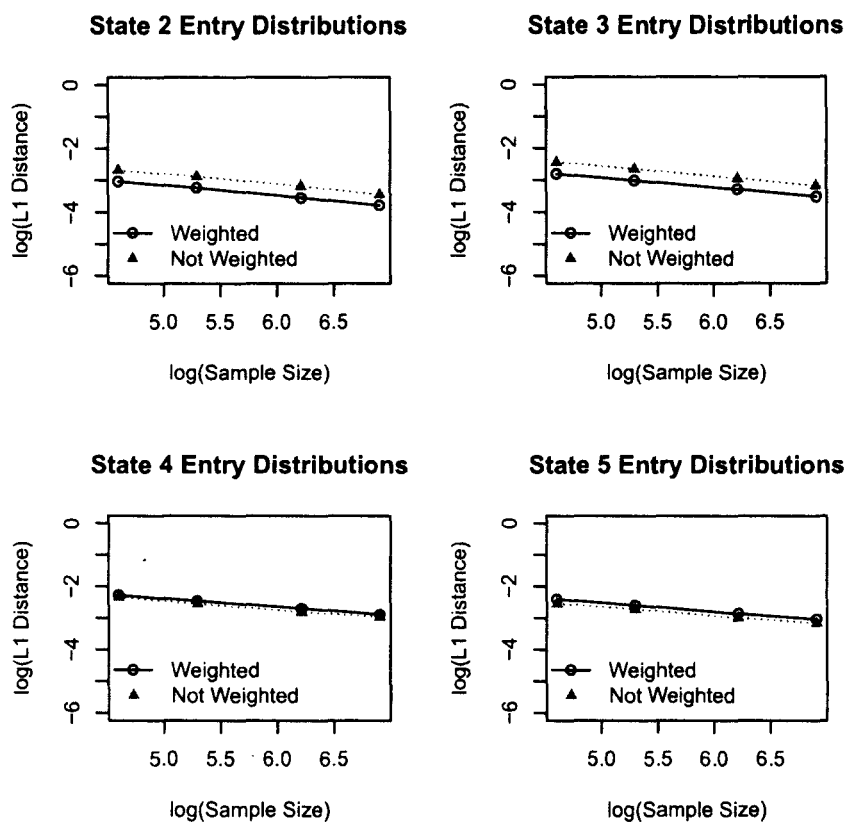 State 2 Entry Distributions
log(L1 Distance)
0
-2
-4
-6
Weighted
Not Weighted
5.0 5.5 6.0 6.5
log(Sample Size)
State 3 Entry Distributions
log(L1 Distance)
0
-2
-4
-6
Weighted
Not Weighted
5.0 5.5 6.0 6.5
log(Sample Size)
State 4 Entry Distributions
log(L1 Distance)
0
-2
-4
-6
Weighted
Not Weighted
5.0 5.5 6.0 6.5
log(Sample Size)
State 5 Entry Distributions
log(L1 Distance)
0
-2
-4
-6
Weighted
Not Weighted
5.0 5.5 6.0 6.5
log(Sample Size)